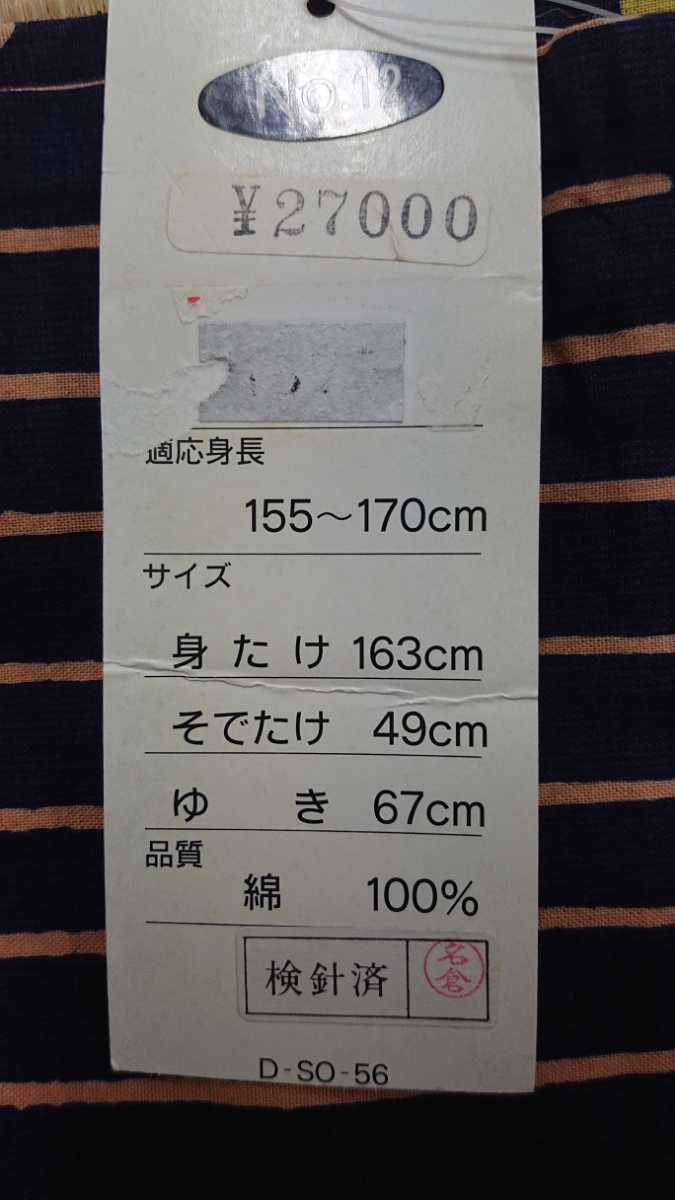 No.12
¥27000
適応身長
155～170cm
サイズ
身たけ 163cm
そでたけ 49cm
ゆき 67cm
品質
綿 100%
検針済 名倉
D-SO-56